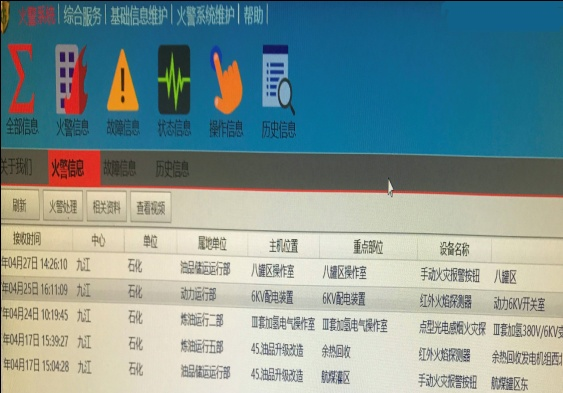 火警系统 | 综合服务 | 基础信息维护 | 火警系统维护 | 帮助 |
全部信息 火警信息 故障信息 状态信息 操作信息 历史信息
关于我们 火警信息 故障信息 历史信息
刷新 火警处理 相关资料 查看视频
接收时间 中心 单位 属地单位 主机位置 重点部位 设备名称
年04月27日 14:26:10 九江 石化 油品储运运行部 八罐区操作室 八罐区操作室 手动火灾报警按钮 八罐区
年04月25日 16:11:09 九江 石化 动力运行部 6KV配电装置 6KV配电装置 红外火焰探测器 动力6KV开关室
年04月24日 10:19:45 九江 石化 炼油运行二部 III套加氢电气操作室 III套加氢电气操作室 点型光电感烟火灾探 III套加氢380V/6KV
年04月17日 15:39:27 九江 石化 炼油运行五部 45.油品升级改造 余热回收 红外火焰探测器 余热回收发电机组西
年04月17日 15:04:28 九江 石化 油品储运运行部 45.油品升级改造 航煤灌区 手动火灾报警按钮 航煤罐区东